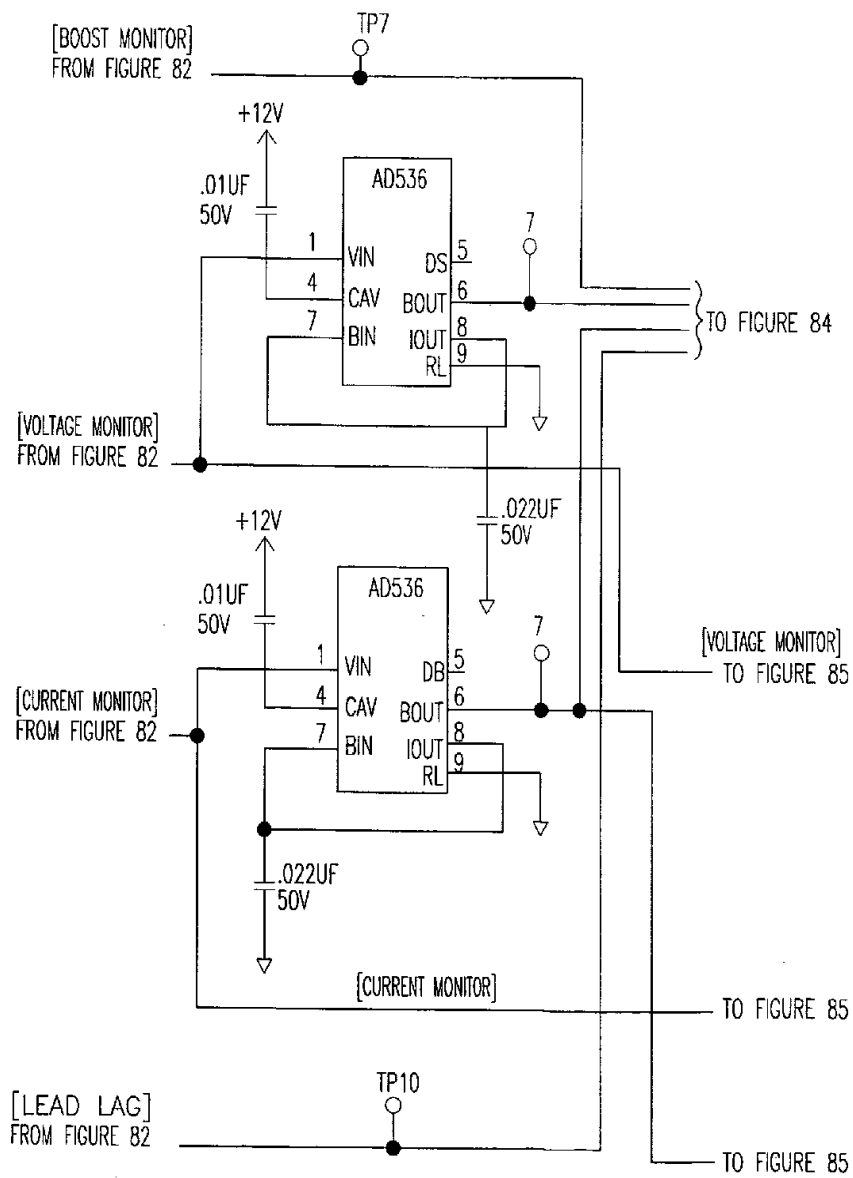 TP7
[BOOST MONITOR]
FROM FIGURE 82
+12V
.01UF
50V
AD536
7
1 VIN
DS 5
4 CAV
BOUT 6
7 BIN
IOUT 8
RL 9
TO FIGURE 84
[VOLTAGE MONITOR]
FROM FIGURE 82
.022UF
50V
+12V
.01UF
50V
AD536
7
[VOLTAGE MONITOR]
TO FIGURE 85
1 VIN
DB 5
4 CAV
BOUT 6
7 BIN
IOUT 8
RL 9
[CURRENT MONITOR]
FROM FIGURE 82
.022UF
50V
[CURRENT MONITOR]
TO FIGURE 85
TP10
[LEAD LAG]
FROM FIGURE 82
TO FIGURE 85